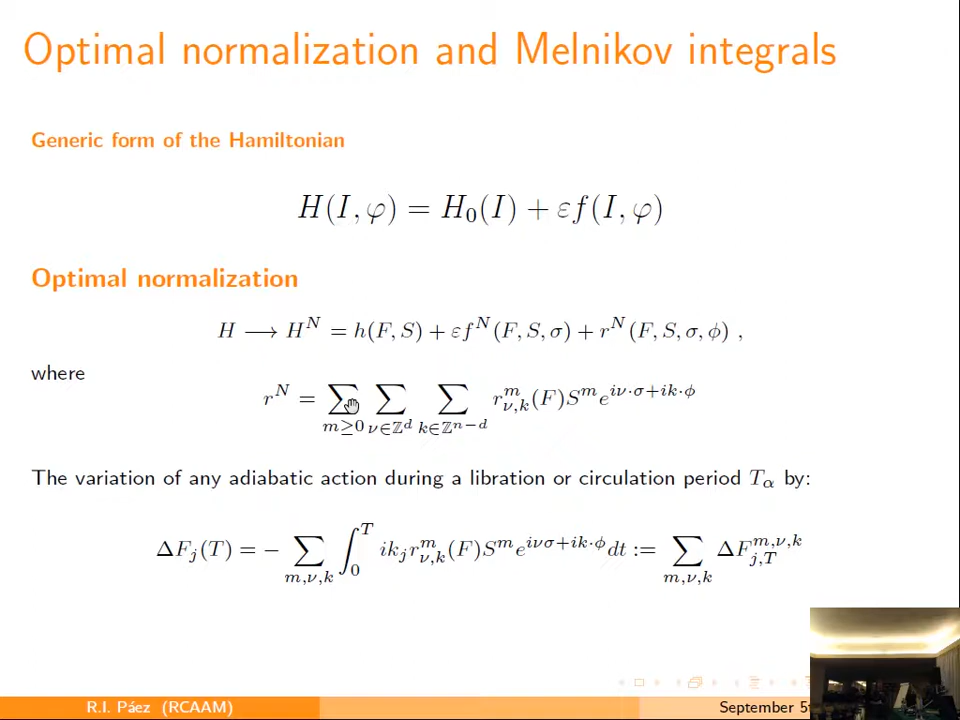 Optimal normalization and Melnikov integrals
Generic form of the Hamiltonian
H(I, φ) = H₀(I) + εf(I, φ)
Optimal normalization
H ⟶ H^N = h(F, S) + εf^N(F, S, σ) + r^N(F, S, σ, ϕ) ,
where
r^N = ∑_{m≥0} ∑_{ν∈ℤ^d} ∑_{k∈ℤ^{n−d}} r^m_{ν,k}(F)S^m e^{iν·σ+ik·ϕ}
The variation of any adiabatic action during a libration or circulation period T_α by:
ΔF_j(T) = − ∑_{m,ν,k} ∫_0^T ik_j r^m_{ν,k}(F)S^m e^{iνσ+ik·ϕ}dt := ∑_{m,ν,k} ΔF^{m,ν,k}_{j,T}
R.I. Páez (RCAAM)
September